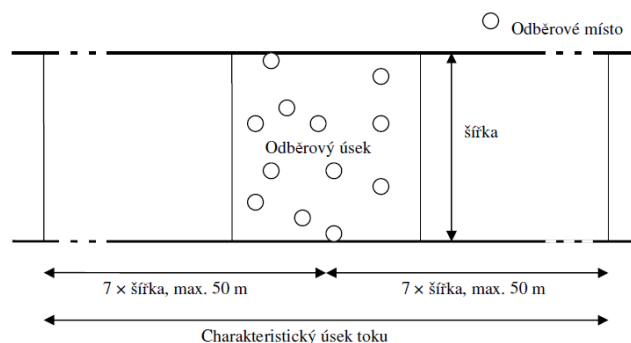 Odběrové místo
šířka
Odběrový úsek
7 × šířka, max. 50 m
7 × šířka, max. 50 m
Charakteristický úsek toku